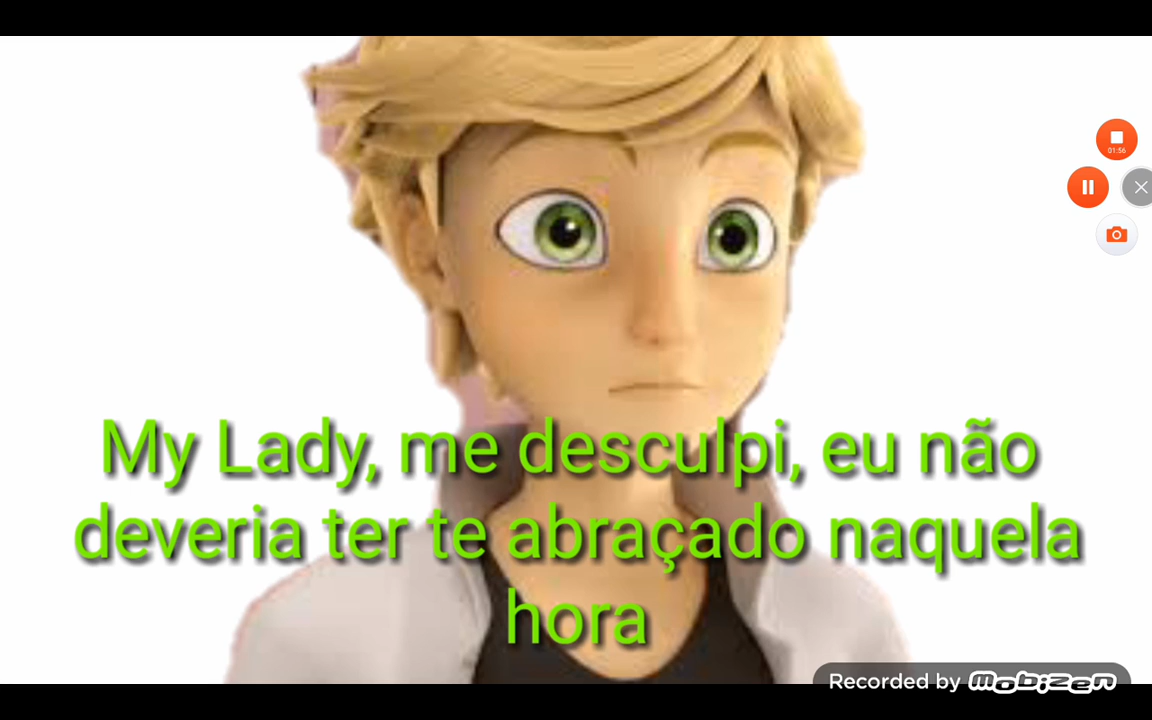 01:56
My Lady, me desculpi, eu não
deveria ter te abraçado naquela
hora
Recorded by mobizen